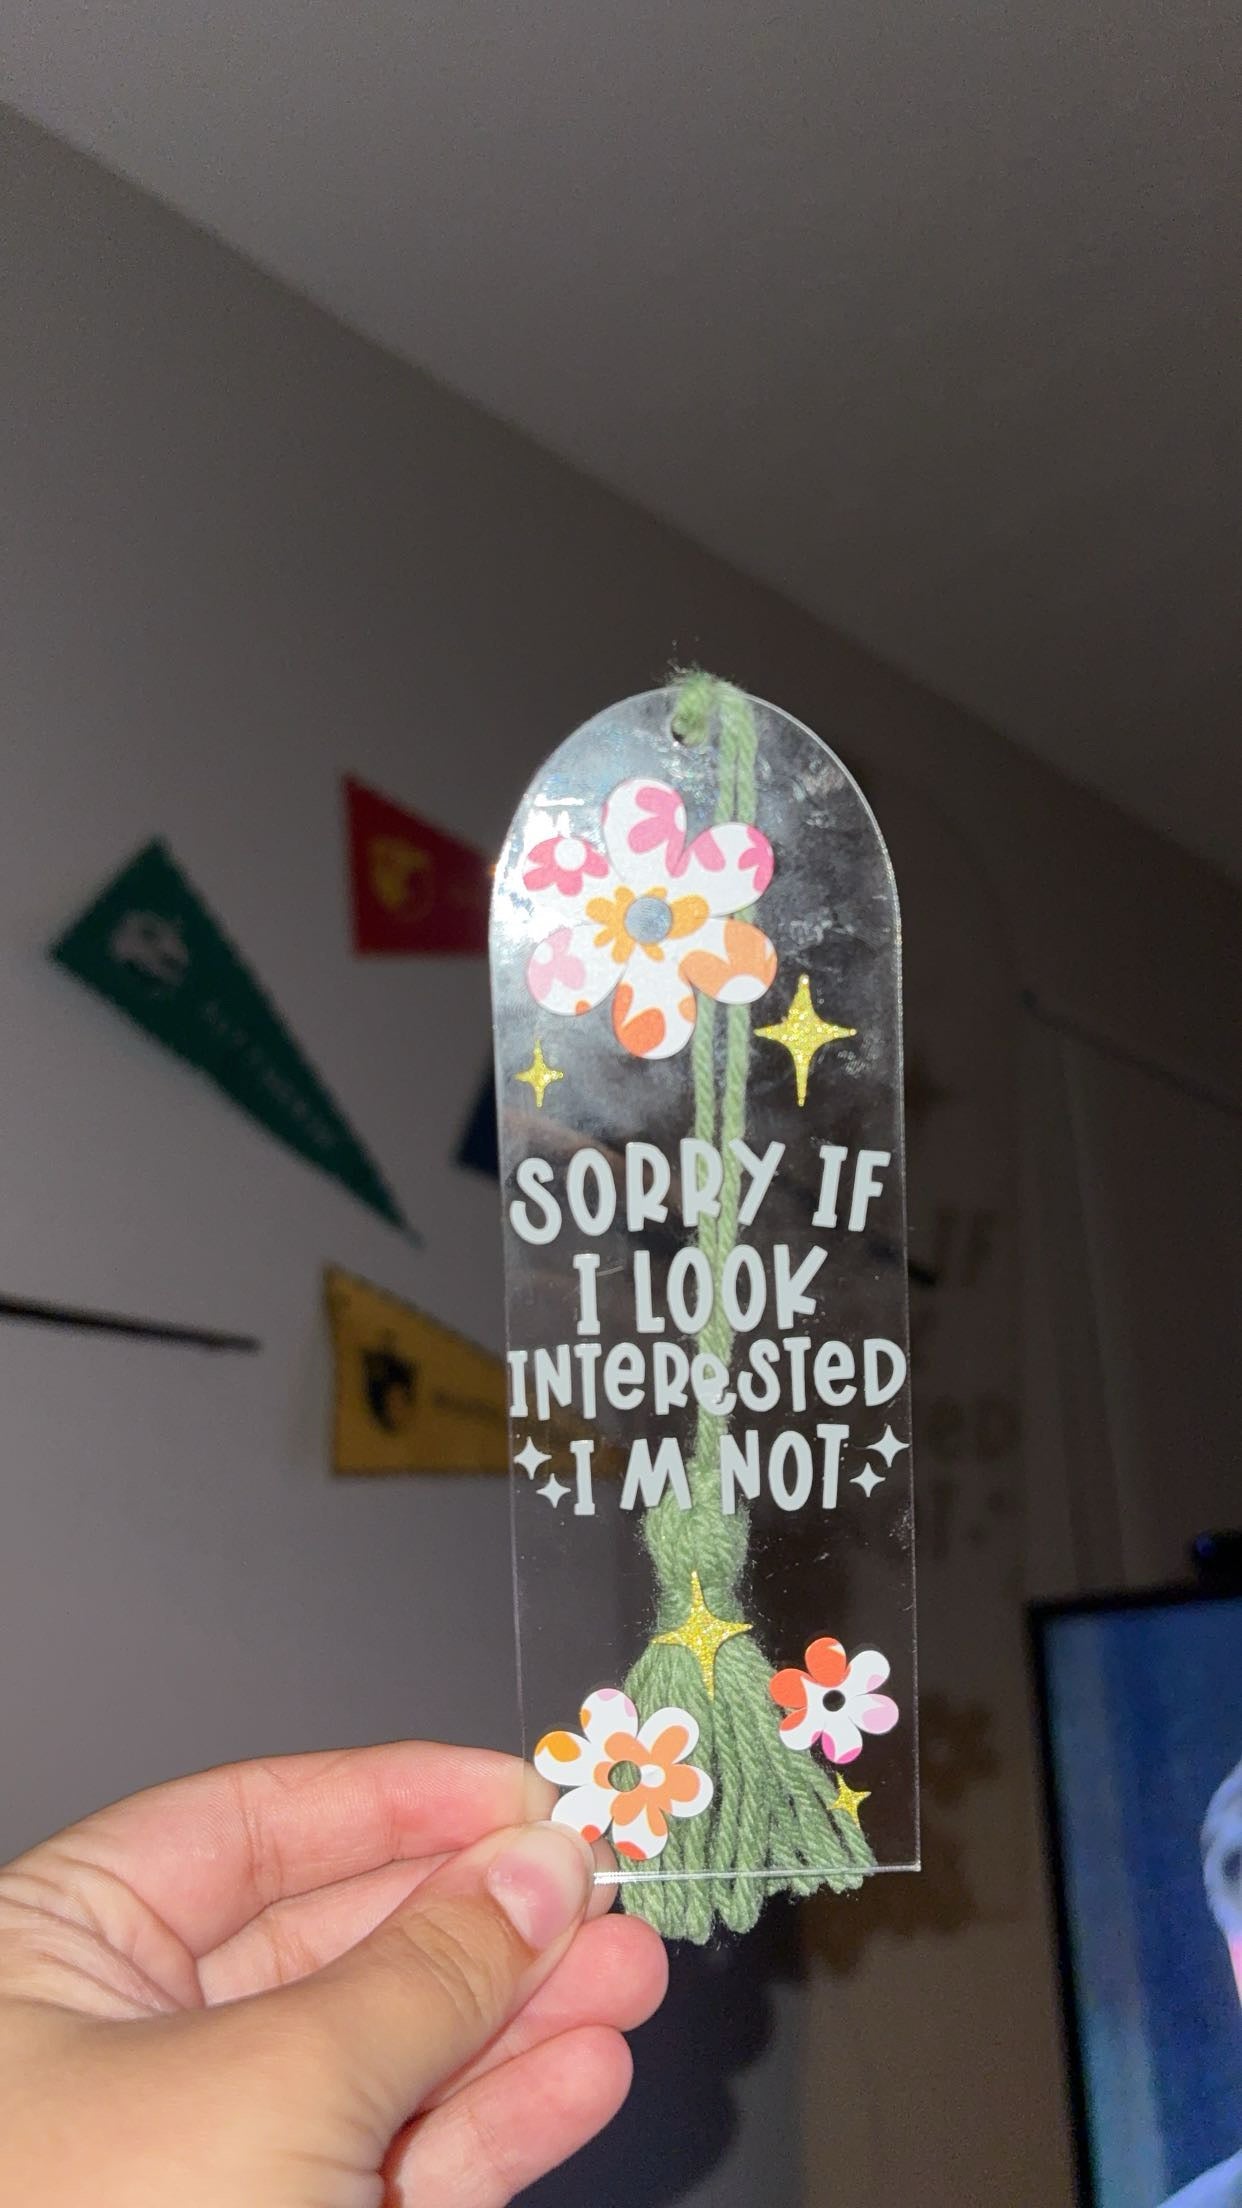 SORRY IF
I LOOK
INTERESTED
I M NOT